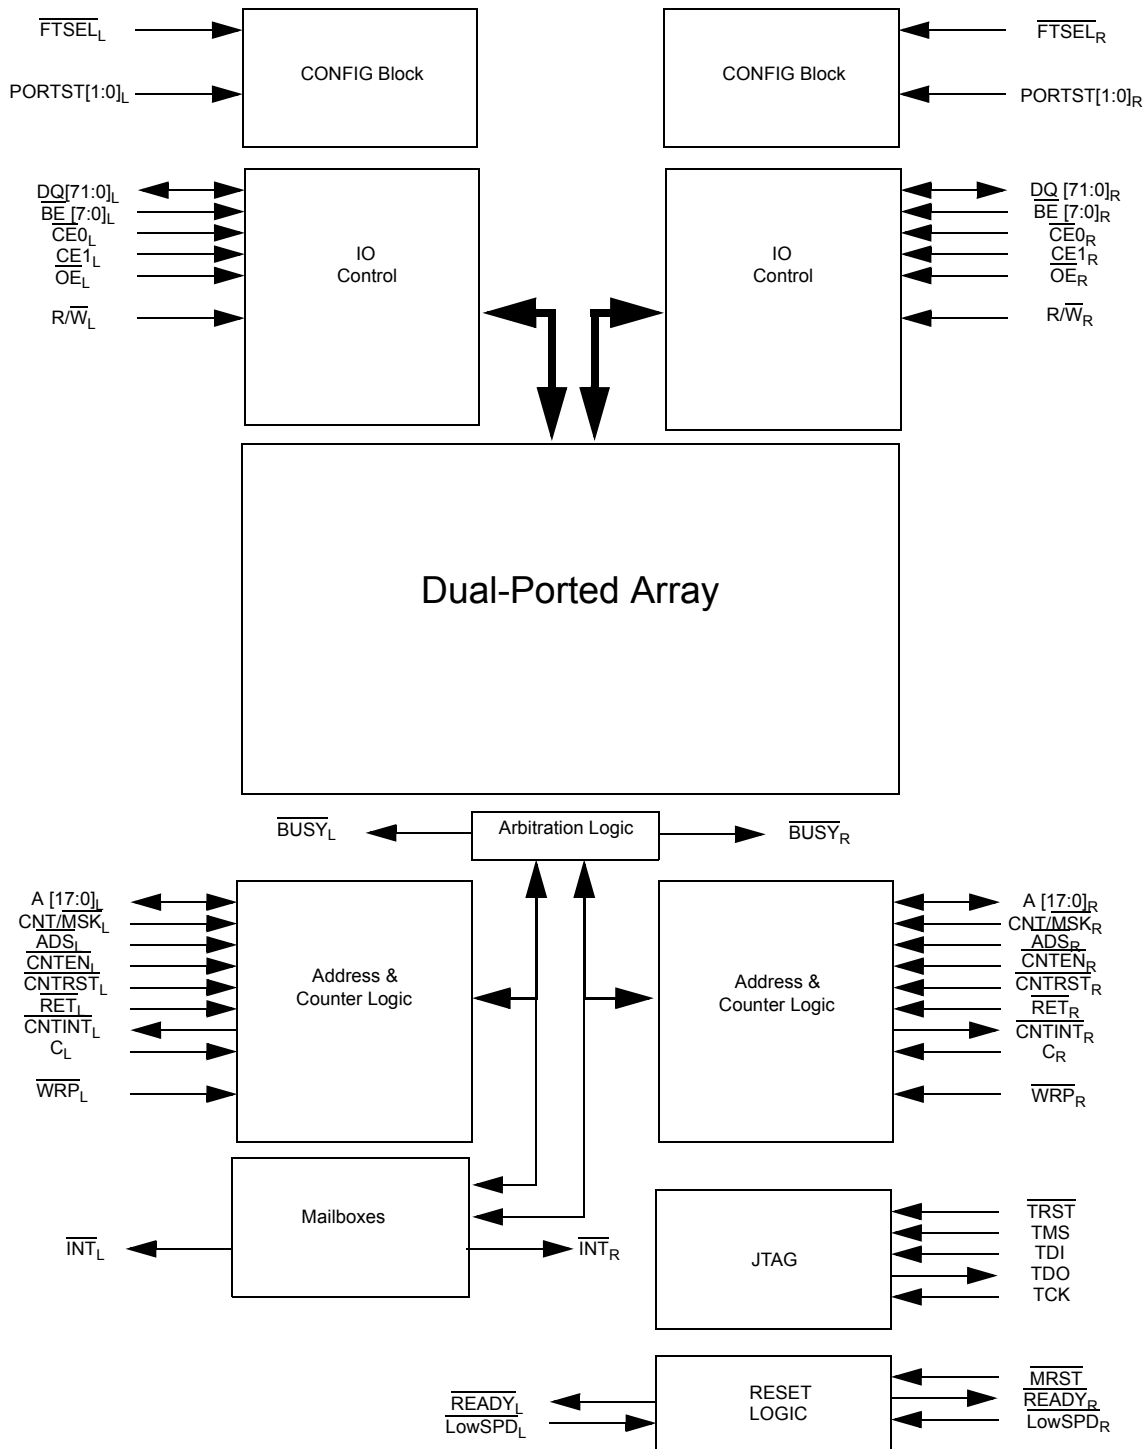 FTSEL_L
CONFIG Block
CONFIG Block
FTSEL_R
PORTST[1:0]_L
PORTST[1:0]_R
DQ[71:0]_L
BE [7:0]_L
CE0_L
CE1_L
OE_L
R/W_L
IO
Control
IO
Control
DQ [71:0]_R
BE [7:0]_R
CE0_R
CE1_R
OE_R
R/W_R
Dual-Ported Array
BUSY_L
Arbitration Logic
BUSY_R
A [17:0]_L
CNT/MSK_L
ADS_L
CNTEN_L
CNTRST_L
RET_L
CNTINT_L
C_L
WRP_L
Address &
Counter Logic
Address &
Counter Logic
A [17:0]_R
CNT/MSK_R
ADS_R
CNTEN_R
CNTRST_R
RET_R
CNTINT_R
C_R
WRP_R
Mailboxes
INT_L
INT_R
JTAG
TRST
TMS
TDI
TDO
TCK
READY_L
LowSPD_L
RESET
LOGIC
MRST
READY_R
LowSPD_R